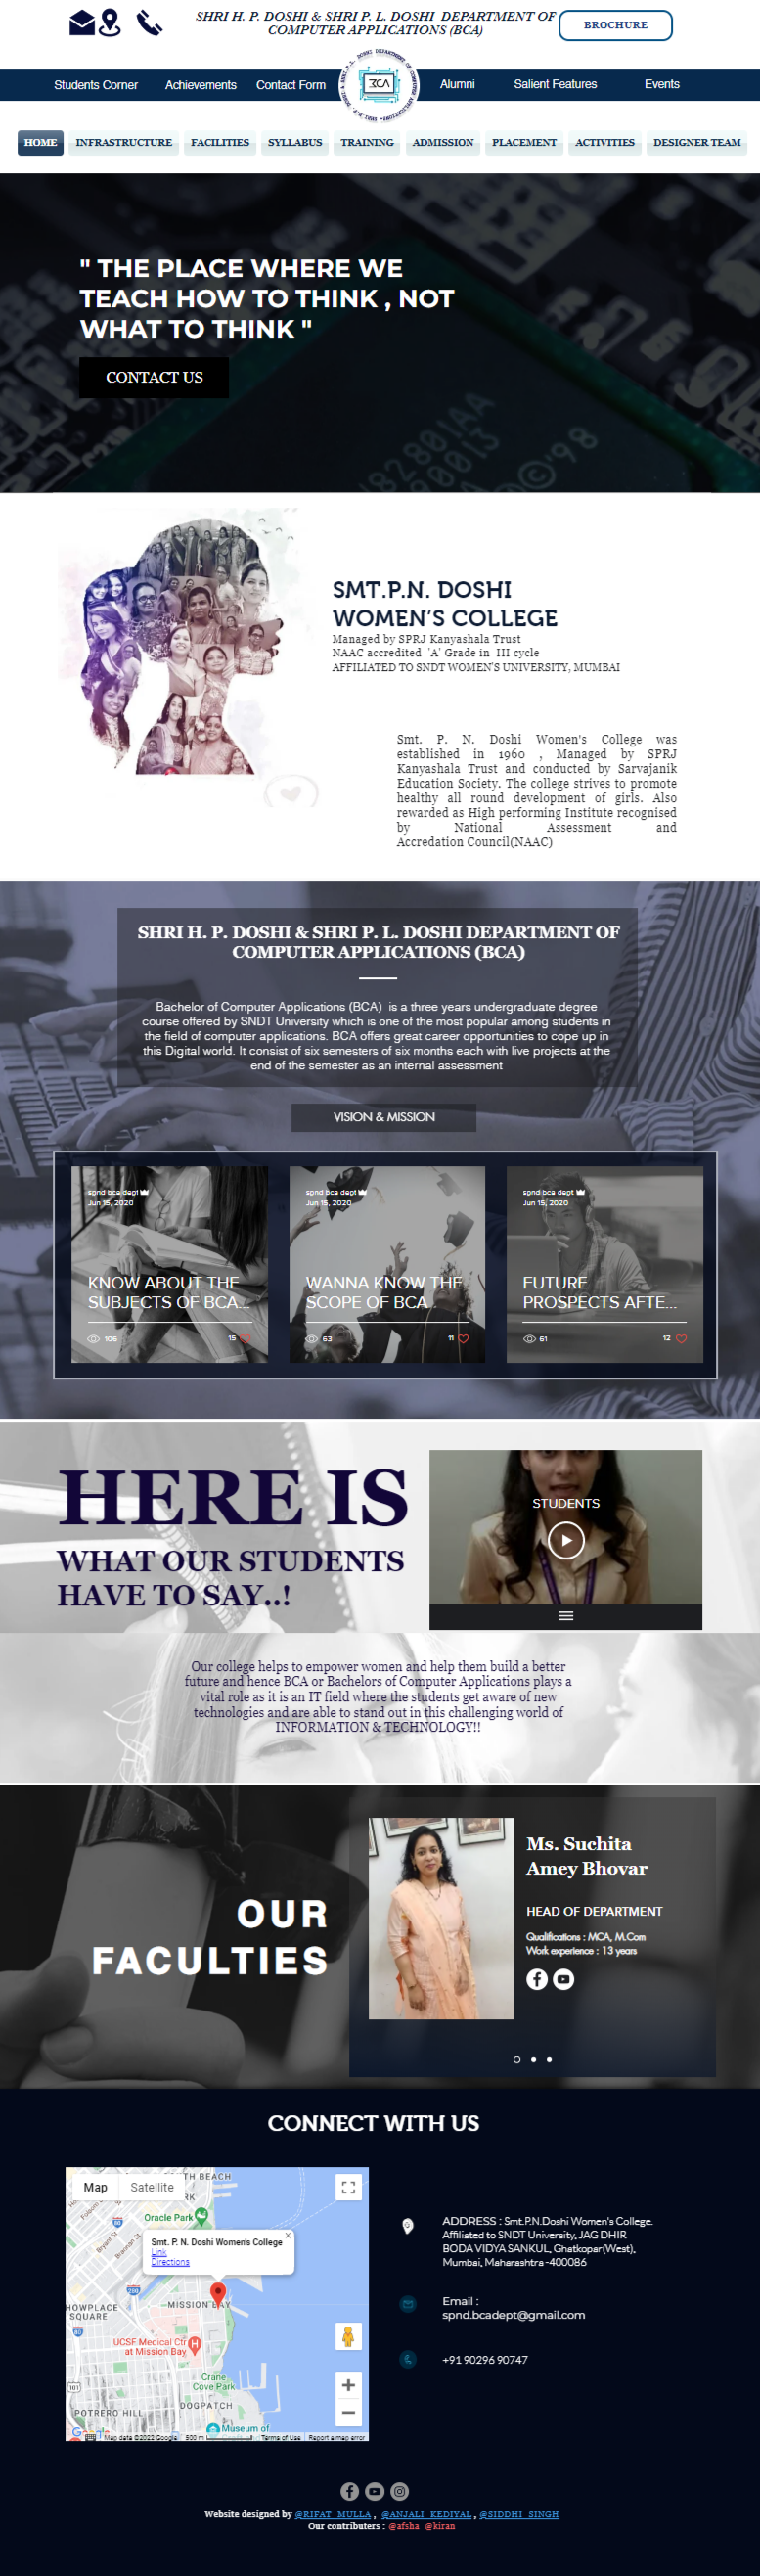 SHRI H. P. DOSHI & SHRI P. L. DOSHI DEPARTMENT OF
COMPUTER APPLICATIONS (BCA)
BROCHURE
Students Corner
Achievements
Contact Form
BCA
Alumni
Salient Features
Events
HOME
INFRASTRUCTURE
FACILITIES
SYLLABUS
TRAINING
ADMISSION
PLACEMENT
ACTIVITIES
DESIGNER TEAM
" THE PLACE WHERE WE
TEACH HOW TO THINK , NOT
WHAT TO THINK "
CONTACT US
SMT.P.N. DOSHI
WOMEN'S COLLEGE
Managed by SPRJ Kanyashala Trust
NAAC accredited 'A' Grade in III cycle
AFFILIATED TO SNDT WOMEN'S UNIVERSITY, MUMBAI
Smt. P. N. Doshi Women's College was
established in 1960 , Managed by SPRJ
Kanyashala Trust and conducted by Sarvajanik
Education Society. The college strives to promote
healthy all round development of girls. Also
rewarded as High performing Institute recognised
by National Assessment and
Accredation Council(NAAC)
SHRI H. P. DOSHI & SHRI P. L. DOSHI DEPARTMENT OF
COMPUTER APPLICATIONS (BCA)
Bachelor of Computer Applications (BCA) is a three years undergraduate degree
course offered by SNDT University which is one of the most popular among students in
the field of computer applications. BCA offers great career opportunities to cope up in
this Digital world. It consist of six semesters of six months each with live projects at the
end of the semester as an internal assessment
VISION & MISSION
spnd bca dept
Jun 15, 2020
KNOW ABOUT THE
SUBJECTS OF BCA...
106
15
spnd bca dept
Jun 15, 2020
WANNA KNOW THE
SCOPE OF BCA
63
11
spnd bca dept
Jun 15, 2020
FUTURE
PROSPECTS AFTE...
61
12
HERE IS
WHAT OUR STUDENTS
HAVE TO SAY..!
STUDENTS
Our college helps to empower women and help them build a better
future and hence BCA or Bachelors of Computer Applications plays a
vital role as it is an IT field where the students get aware of new
technologies and are able to stand out in this challenging world of
INFORMATION & TECHNOLOGY!!
OUR
FACULTIES
Ms. Suchita
Amey Bhovar
HEAD OF DEPARTMENT
Qualifications : MCA, M.Com
Work experience : 13 years
CONNECT WITH US
Map
Satellite
TH BEACH
RK
Oracle Park
Smt. P. N. Doshi Women's College
Link
Directions
HOWPLACE
SQUARE
MISSION BAY
UCSF Medical Ctr
at Mission Bay
Crane
Cove Park
DOGPATCH
POTRERO HILL
Museum of
Map data ©2022 Google
500 m
Terms of Use
Report a map error
ADDRESS : Smt.P.N.Doshi Women's College.
Affiliated to SNDT University, JAG DHIR
BODA VIDYA SANKUL, Ghatkopar(West),
Mumbai, Maharashtra -400086
Email :
spnd.bcadept@gmail.com
+91 90296 90747
Website designed by @RIFAT_MULLA , @ANJALI_KEDIYAL , @SIDDHI_SINGH
Our contributers : @afsha @kiran